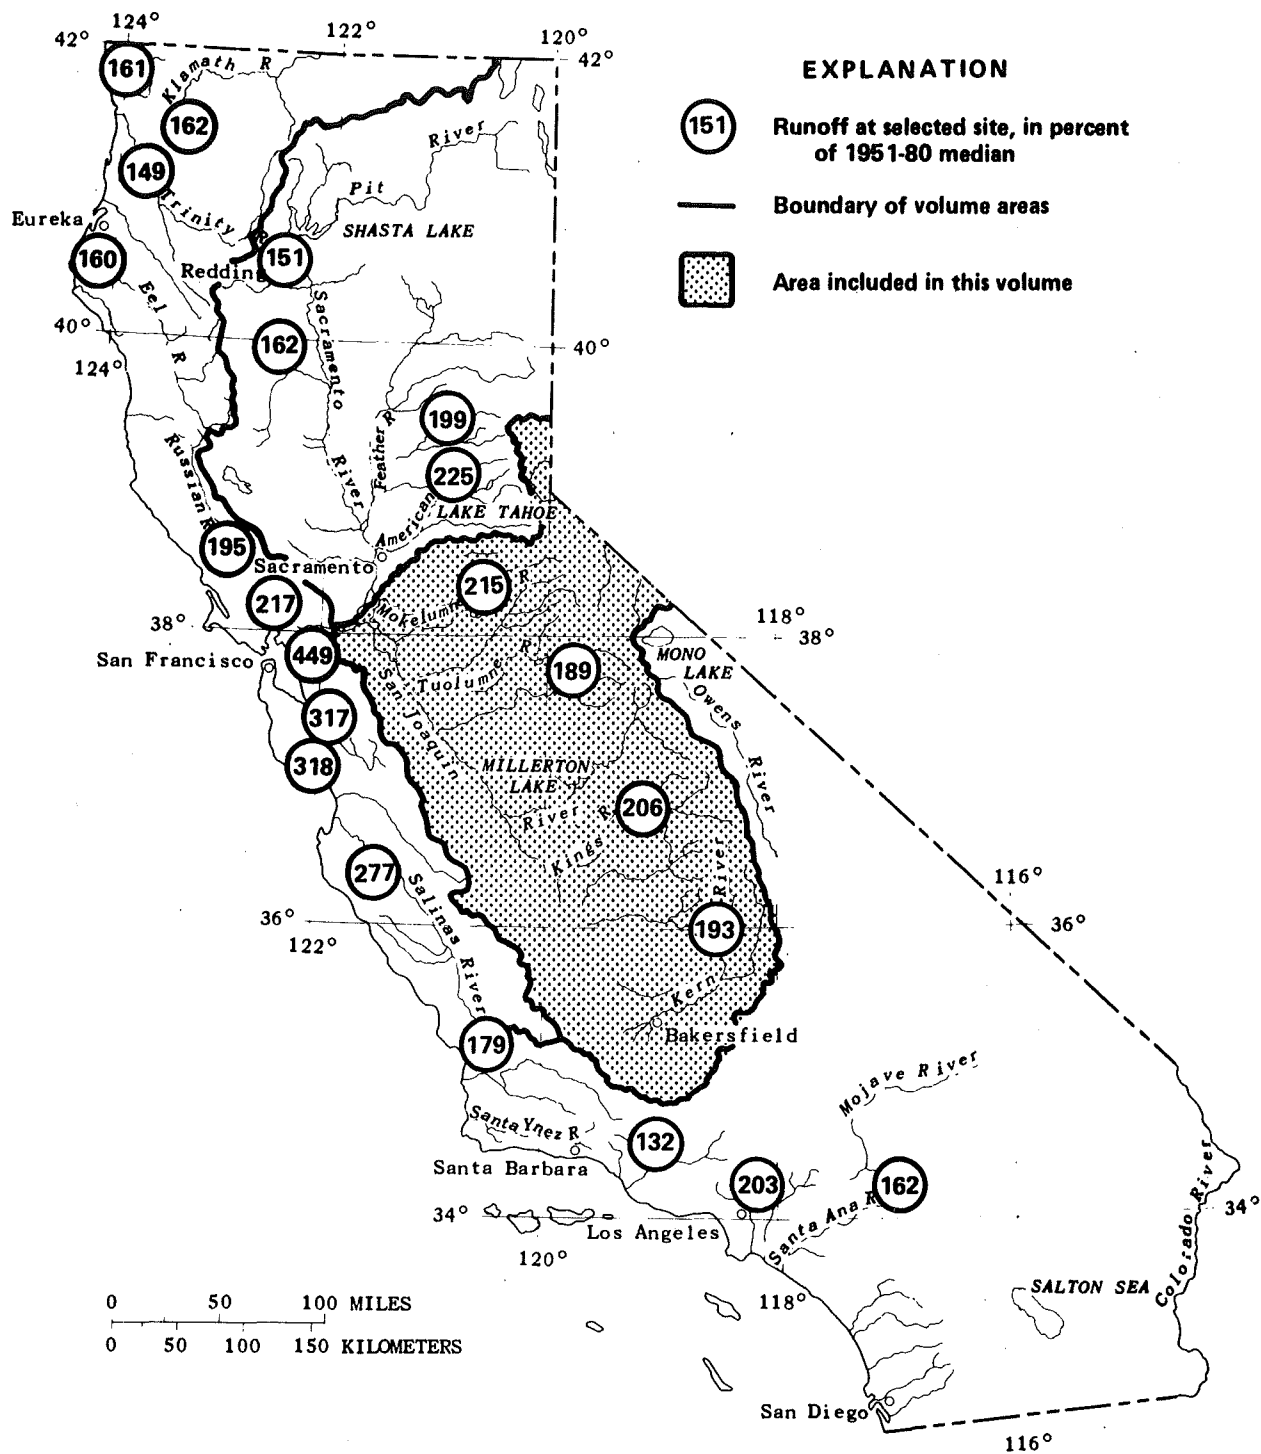 124°
122°
120°
42°
42°
EXPLANATION
161
Klamath R
162
151
Runoff at selected site, in percent
of 1951-80 median
River
149
Pit
Trinity R
Boundary of volume areas
Eureka
SHASTA LAKE
160
Redding
151
Area included in this volume
Eel R
Sacramento River
40°
162
40°
124°
199
Feather R
225
Russian R
American
LAKE TAHOE
195
Sacramento
215
217
Mokelumne R
118°
38°
38°
449
San Francisco
MONO
LAKE
189
Tuolumne R
Owens River
San Joaquin River
317
318
MILLERTON
LAKE
206
Kings R
277
Salinas River
River
193
116°
36°
36°
122°
Kern
Bakersfield
179
Mojave River
Santa Ynez R
132
Santa Barbara
203
162
Colorado River
34°
34°
Santa Ana R
Los Angeles
120°
118°
SALTON SEA
0 50 100 MILES
0 50 100 150 KILOMETERS
San Diego
116°